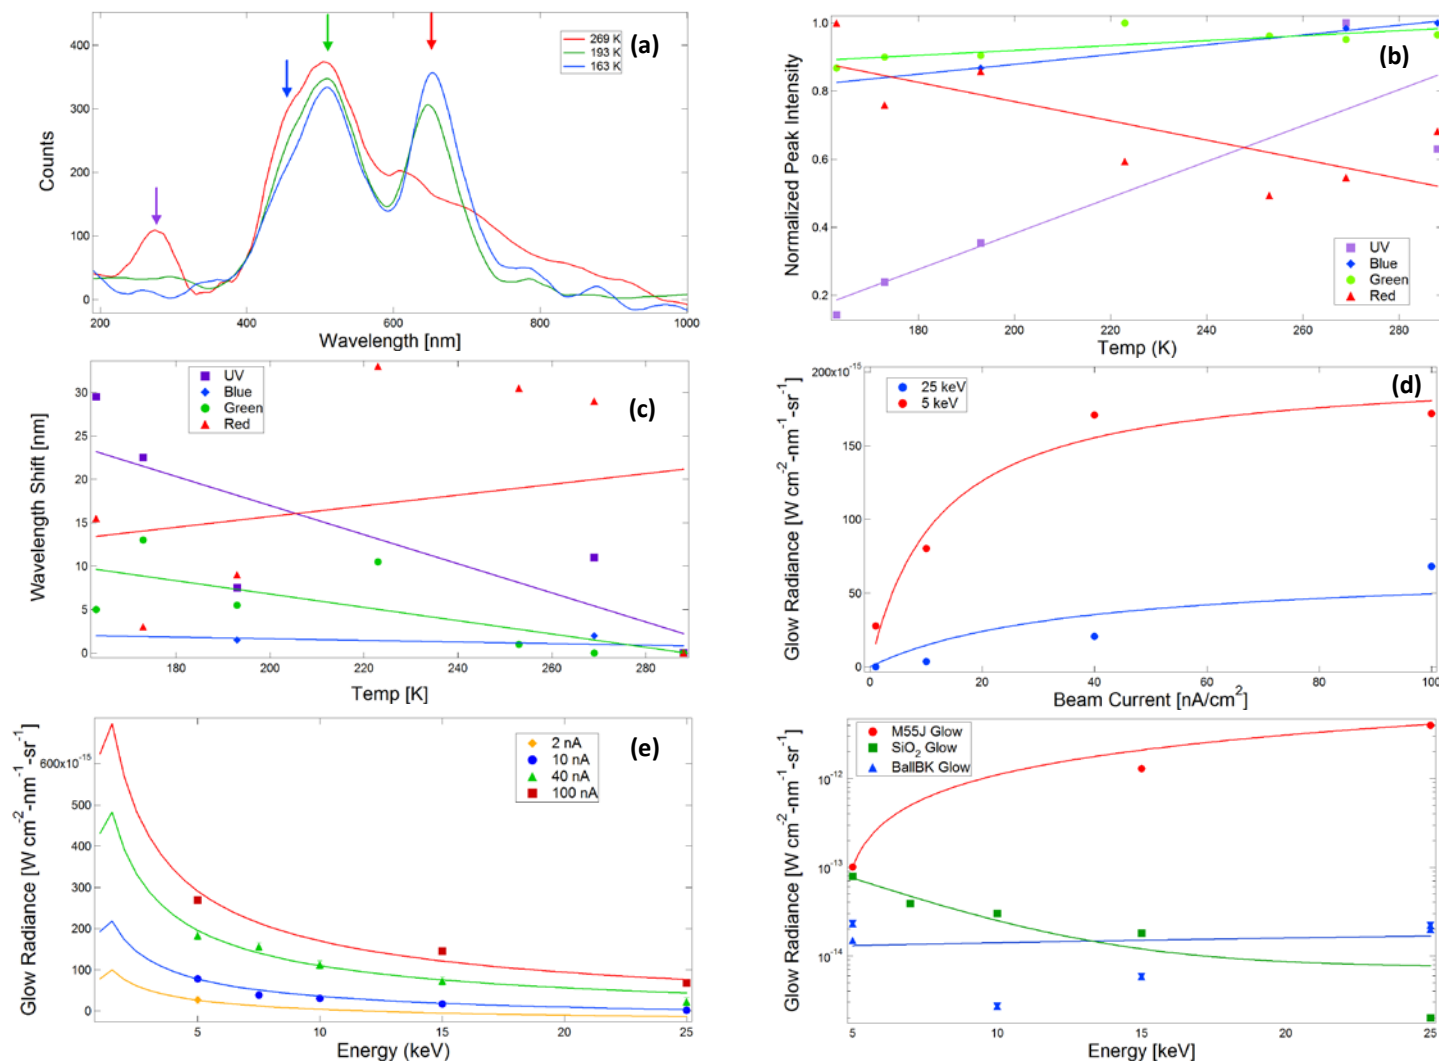 (a)
269 K
193 K
163 K
400
300
200
100
0
Counts
200
400
600
800
1000
Wavelength [nm]
(b)
1.0
0.8
0.6
0.4
0.2
Normalized Peak Intensity
UV
Blue
Green
Red
180
200
220
240
260
280
Temp (K)
(c)
UV
Blue
Green
Red
30
25
20
15
10
5
0
Wavelength Shift [nm]
180
200
220
240
260
280
Temp [K]
(d)
25 keV
5 keV
200x10-15
150
100
50
0
Glow Radiance [W cm-2-nm-1-sr-1]
0
20
40
60
80
100
Beam Current [nA/cm2]
(e)
2 nA
10 nA
40 nA
100 nA
600x10-15
500
400
300
200
100
0
Glow Radiance [W cm-2-nm-1-sr-1]
5
10
15
20
25
Energy (keV)
M55J Glow
SiO2 Glow
BallBK Glow
10-12
10-13
10-14
Glow Radiance [W cm-2-nm-1-sr-1]
5
10
15
20
25
Energy [keV]